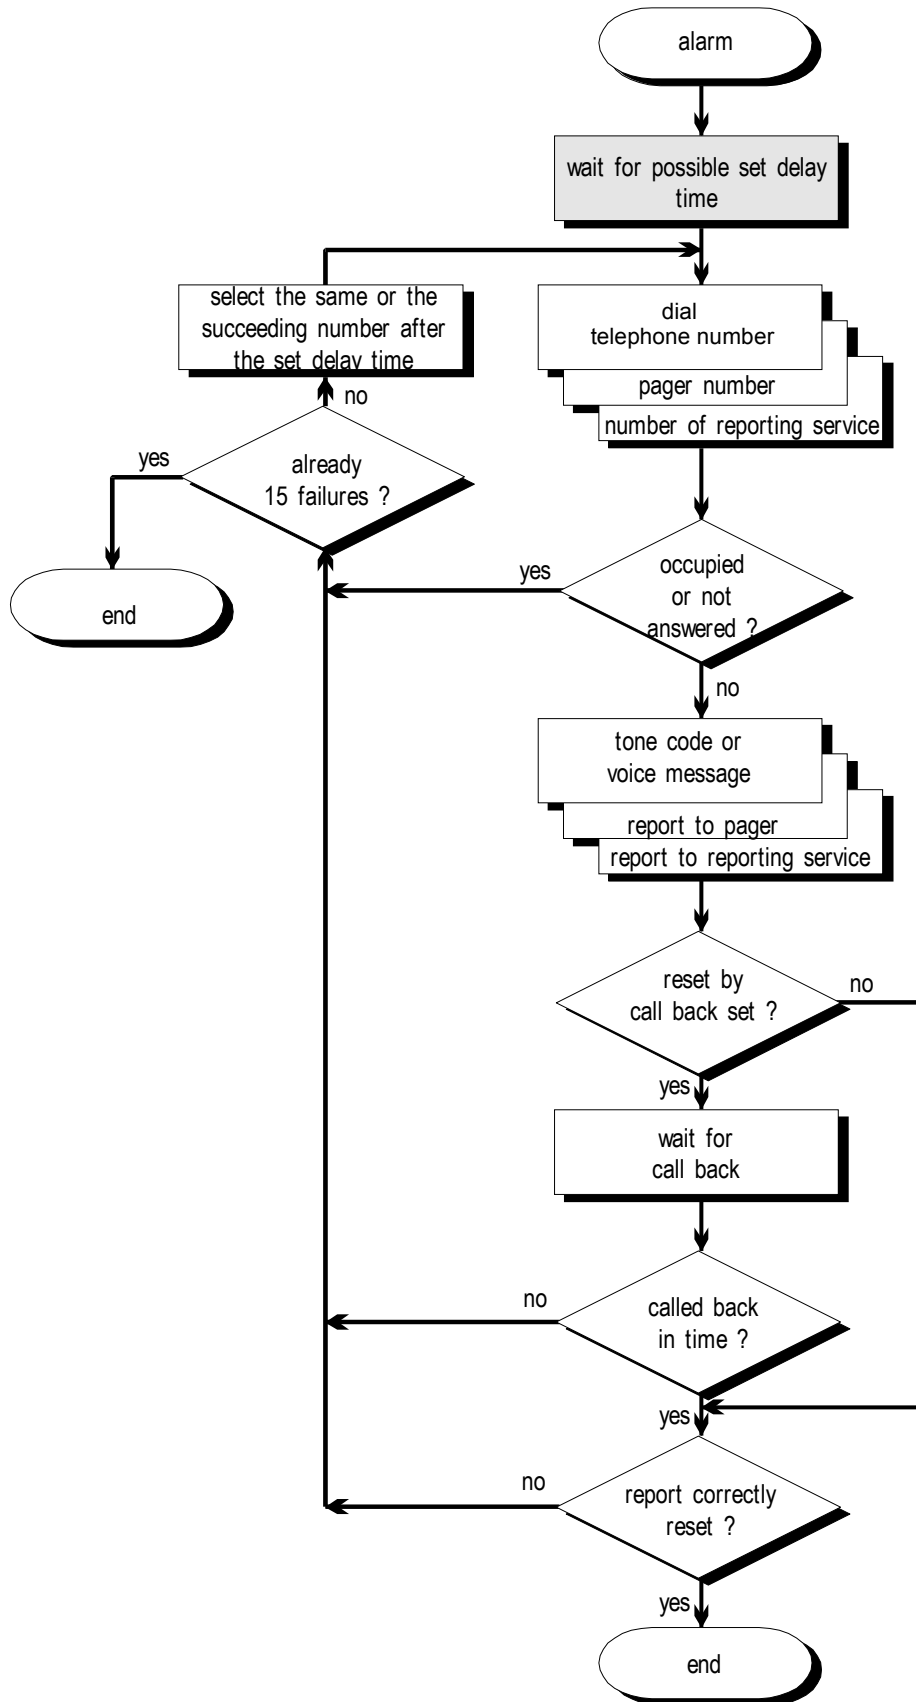 alarm
wait for possible set delay
time
select the same or the
succeeding number after
the set delay time
dial
telephone number
pager number
number of reporting service
no
yes
already
15 failures ?
end
yes
occupied
or not
answered ?
no
tone code or
voice message
report to pager
report to reporting service
reset by
call back set ?
no
yes
wait for
call back
no
called back
in time ?
yes
no
report correctly
reset ?
yes
end